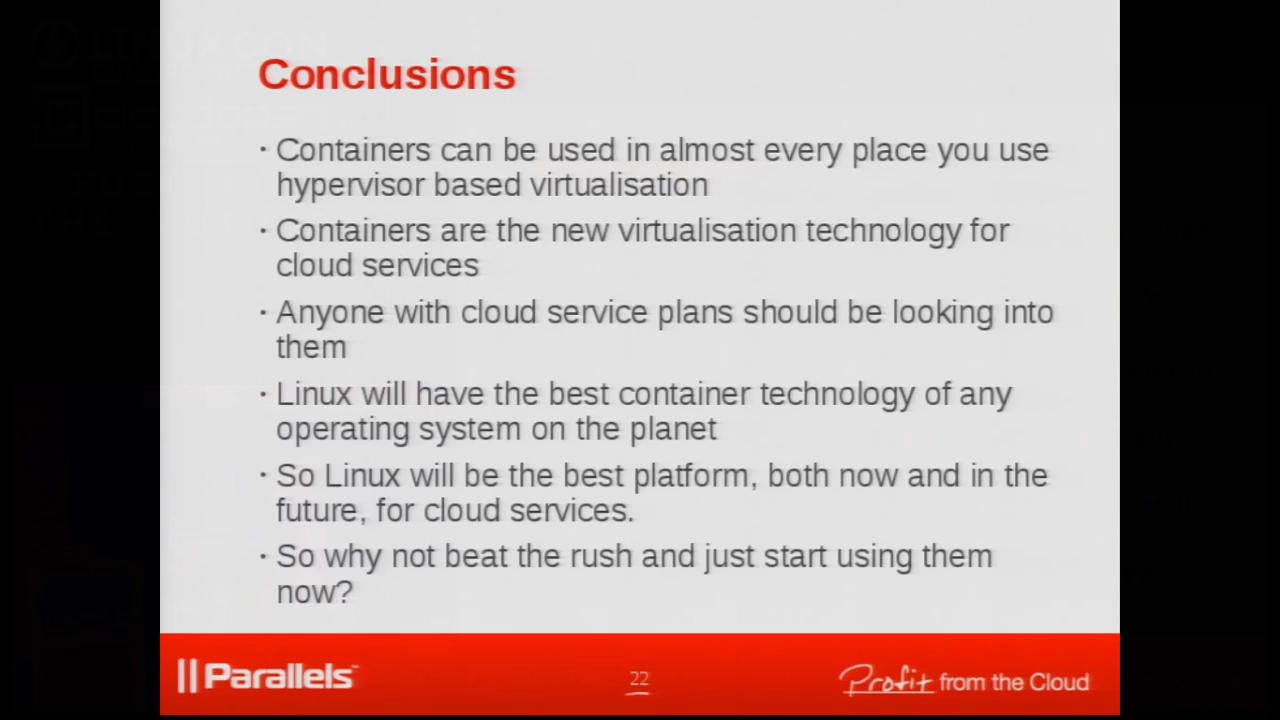 Conclusions
· Containers can be used in almost every place you use
hypervisor based virtualisation
· Containers are the new virtualisation technology for
cloud services
· Anyone with cloud service plans should be looking into
them
· Linux will have the best container technology of any
operating system on the planet
· So Linux will be the best platform, both now and in the
future, for cloud services.
· So why not beat the rush and just start using them
now?
Parallels™
22
Profit from the Cloud